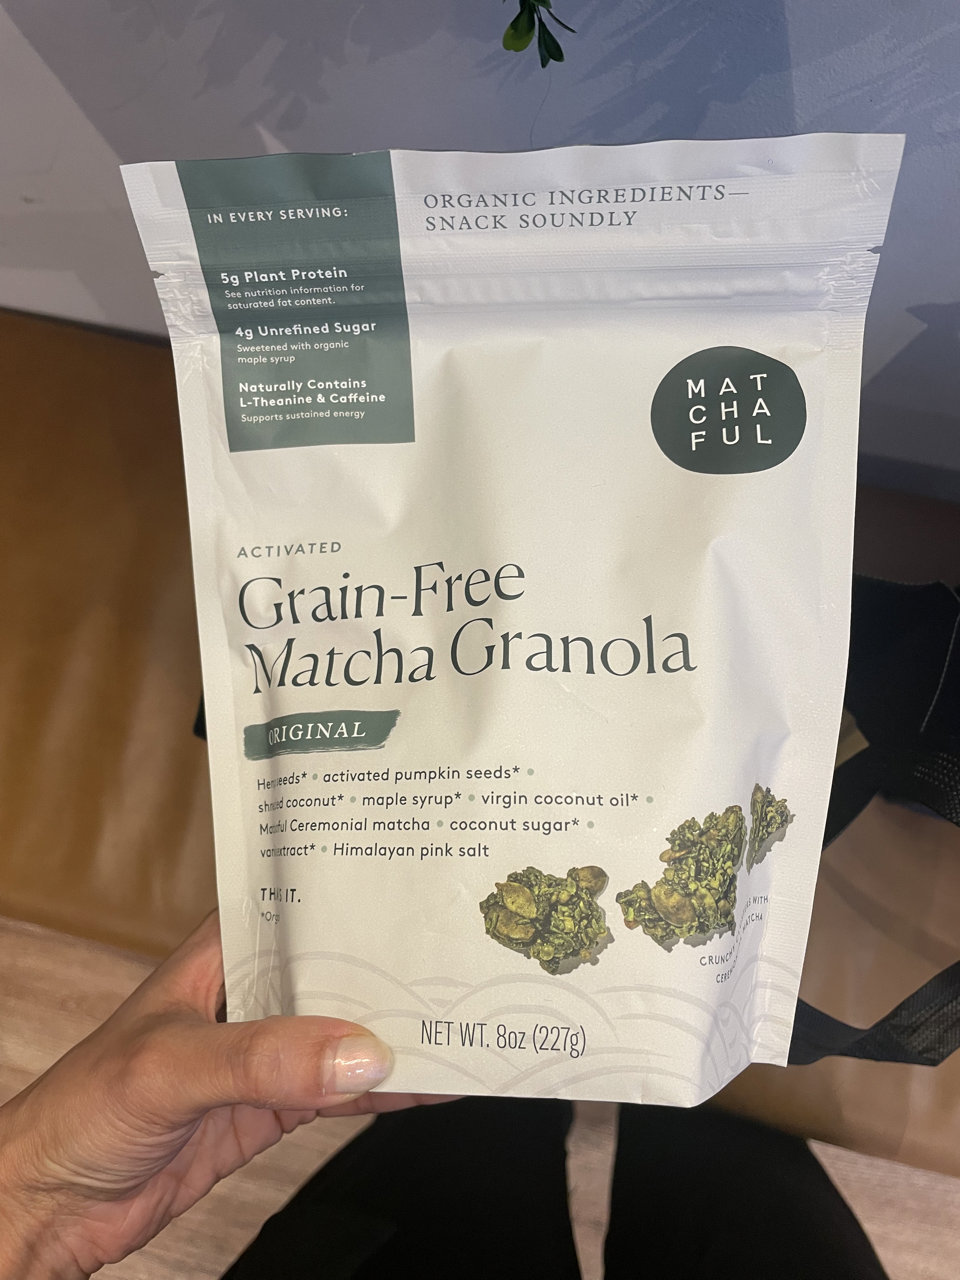 IN EVERY SERVING:
5g Plant Protein
See nutrition information for
saturated fat content.
4g Unrefined Sugar
Sweetened with organic
maple syrup
Naturally Contains
L-Theanine & Caffeine
Supports sustained energy
ORGANIC INGREDIENTS—
SNACK SOUNDLY
MAT
CHA
FUL
ACTIVATED
Grain-Free
Matcha Granola
ORIGINAL
activated pumpkin seeds* •
coconut* • maple syrup* • virgin coconut oil* •
Ceremonial matcha • coconut sugar* •
Himalayan pink salt
IT.
WITH
MATCHA
NET WT. 8oz (227g)